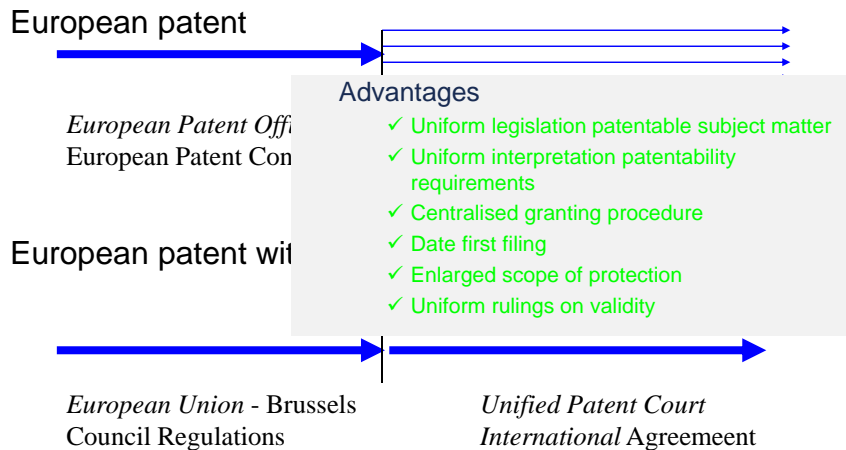 European patent
European Patent Offi
European Patent Con
European patent wit
Advantages
✓ Uniform legislation patentable subject matter
✓ Uniform interpretation patentability
requirements
✓ Centralised granting procedure
✓ Date first filing
✓ Enlarged scope of protection
✓ Uniform rulings on validity
European Union - Brussels
Council Regulations
Unified Patent Court
International Agreemeent